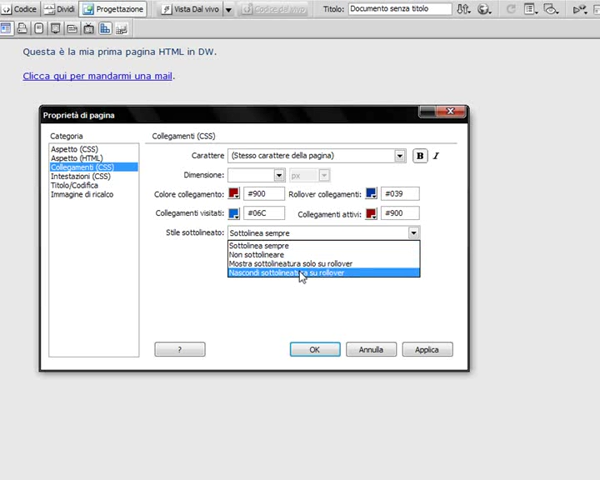 Codice Dividi Progettazione Vista Dal vivo Codice dal vivo Titolo: Documento senza titolo
Questa è la mia prima pagina HTML in DW.
Clicca qui per mandarmi una mail.
Proprietà di pagina
Categoria
Collegamenti (CSS)
Aspetto (CSS)
Aspetto (HTML)
Collegamenti (CSS)
Intestazioni (CSS)
Titolo/Codifica
Immagine di ricalco
Carattere (Stesso carattere della pagina) B I
Dimensione: px
Colore collegamento: #900 Rollover collegamenti: #039
Collegamenti visitati: #06C Collegamenti attivi: #900
Stile sottolineato: Sottolinea sempre
Sottolinea sempre
Non sottolineare
Mostra sottolineatura solo su rollover
Nascondi sottolineatura su rollover
? OK Annulla Applica